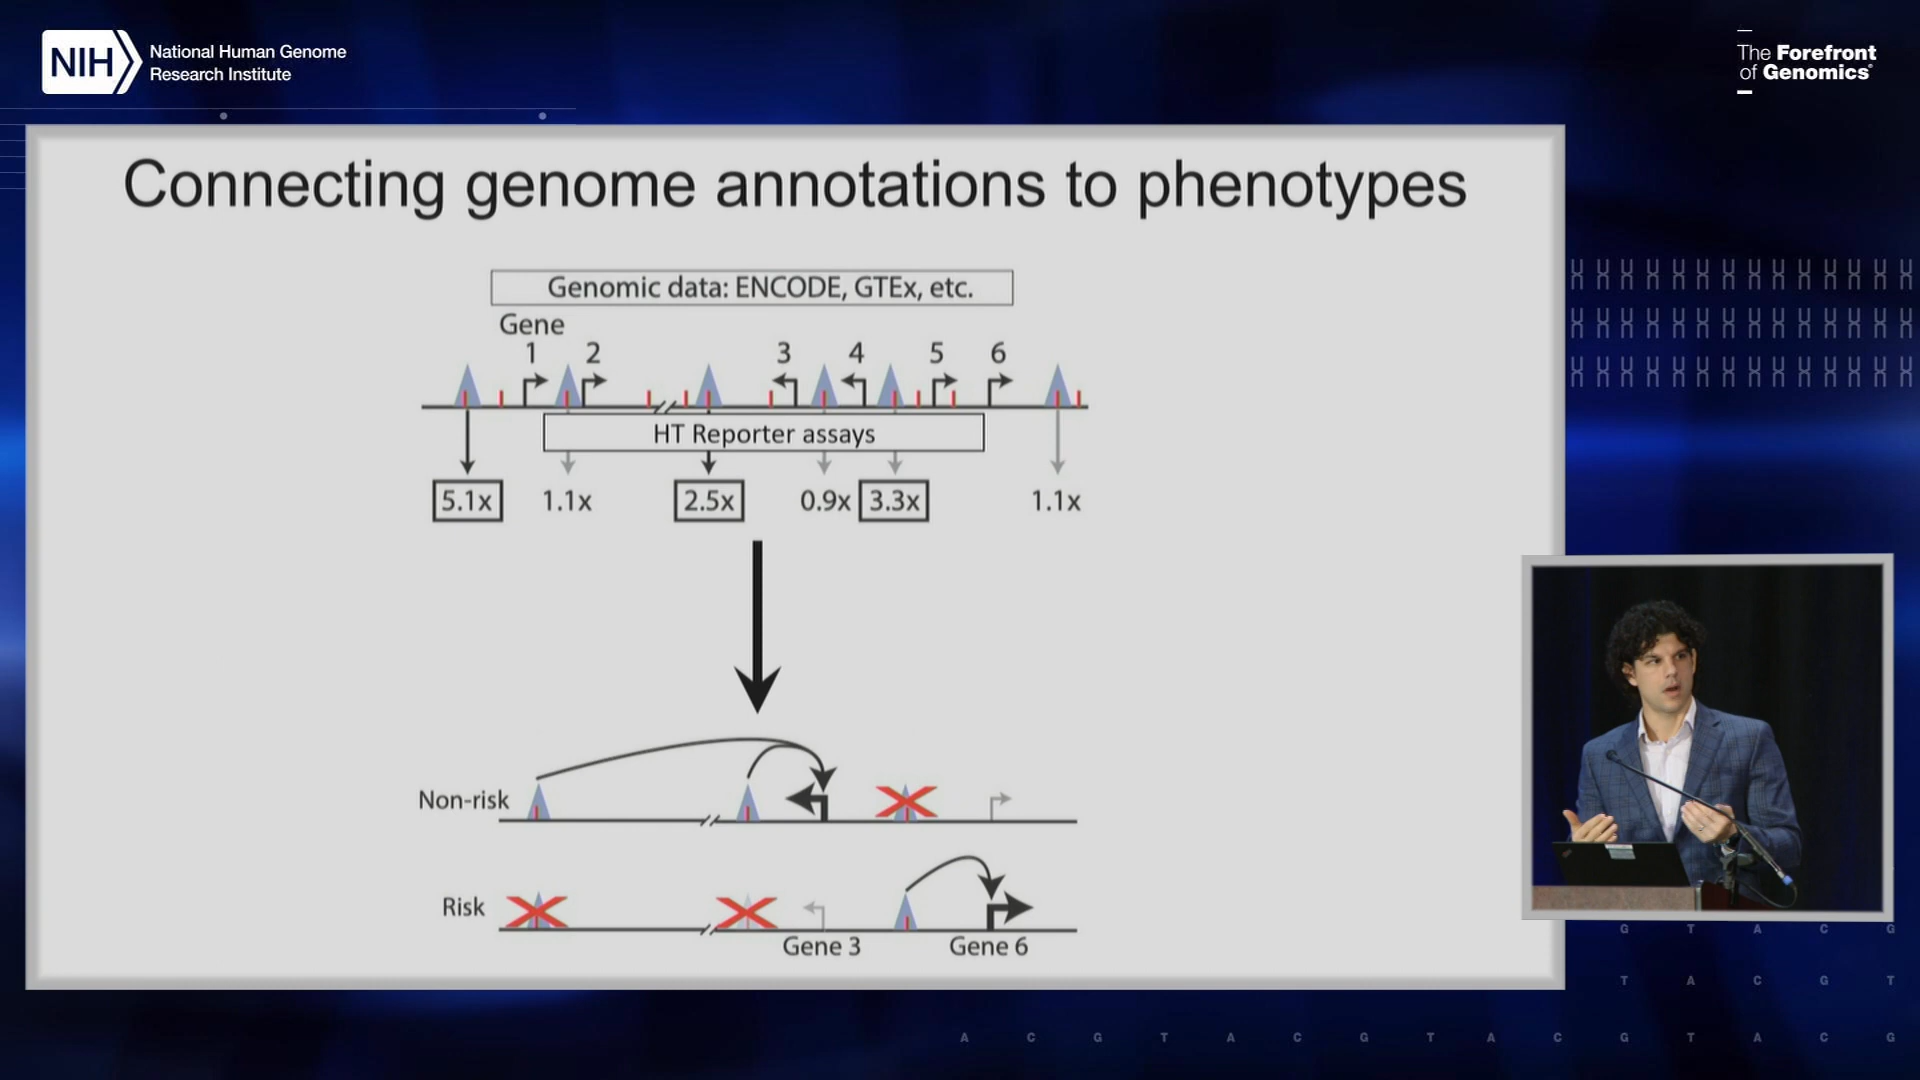 NIH
National Human Genome
Research Institute
The Forefront
of Genomics®
Connecting genome annotations to phenotypes
Genomic data: ENCODE, GTEx, etc.
Gene
1 2 3 4 5 6
HT Reporter assays
5.1x 1.1x 2.5x 0.9x 3.3x 1.1x
Non-risk
Risk
Gene 3 Gene 6
G T A C G
T A C G T
A C G T A C G T A C G T A C G